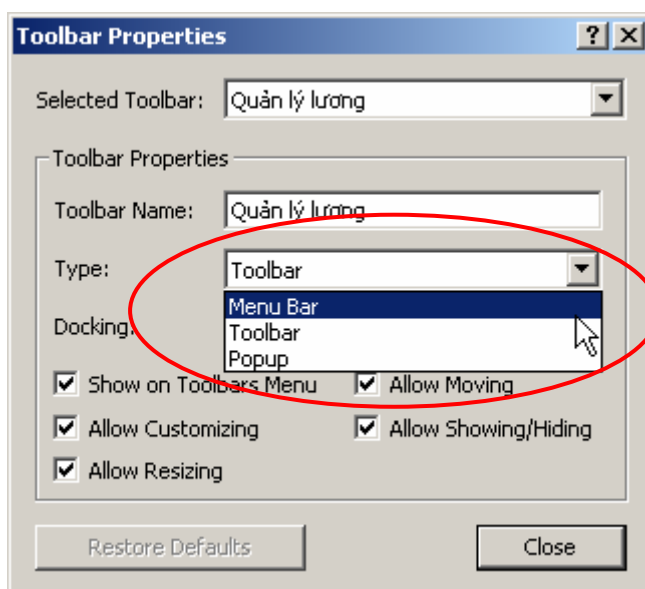 Toolbar Properties
Selected Toolbar: Quản lý lương
Toolbar Properties
Toolbar Name: Quản lý lương
Type: Toolbar
Menu Bar
Docking: Toolbar
Popup
Show on Toolbars Menu Allow Moving
Allow Customizing Allow Showing/Hiding
Allow Resizing
Restore Defaults Close